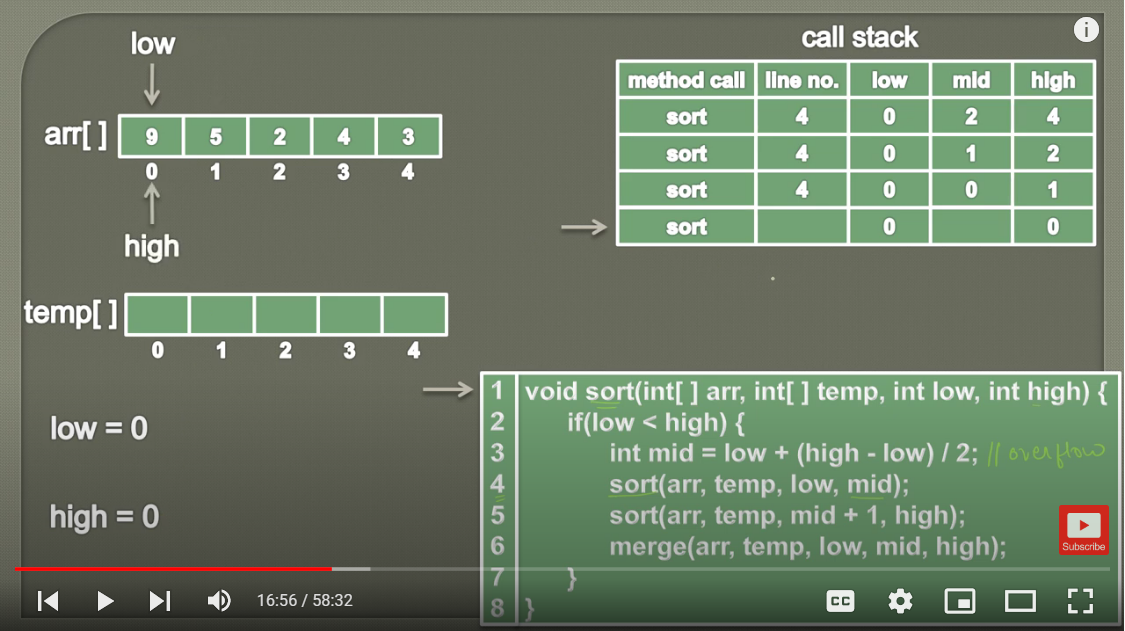 low
arr[ ] 9 5 2 4 3
0 1 2 3 4
high
temp[ ]
0 1 2 3 4
low = 0
high = 0
call stack
i
method call line no. low mid high
sort 4 0 2 4
sort 4 0 1 2
sort 4 0 0 1
sort 0 0
1 void sort(int[ ] arr, int[ ] temp, int low, int high) {
2 if(low < high) {
3 int mid = low + (high - low) / 2; // overflow
4 sort(arr, temp, low, mid);
5 sort(arr, temp, mid + 1, high);
6 merge(arr, temp, low, mid, high);
7 }
8 }
Subscribe
16:56 / 58:32
CC